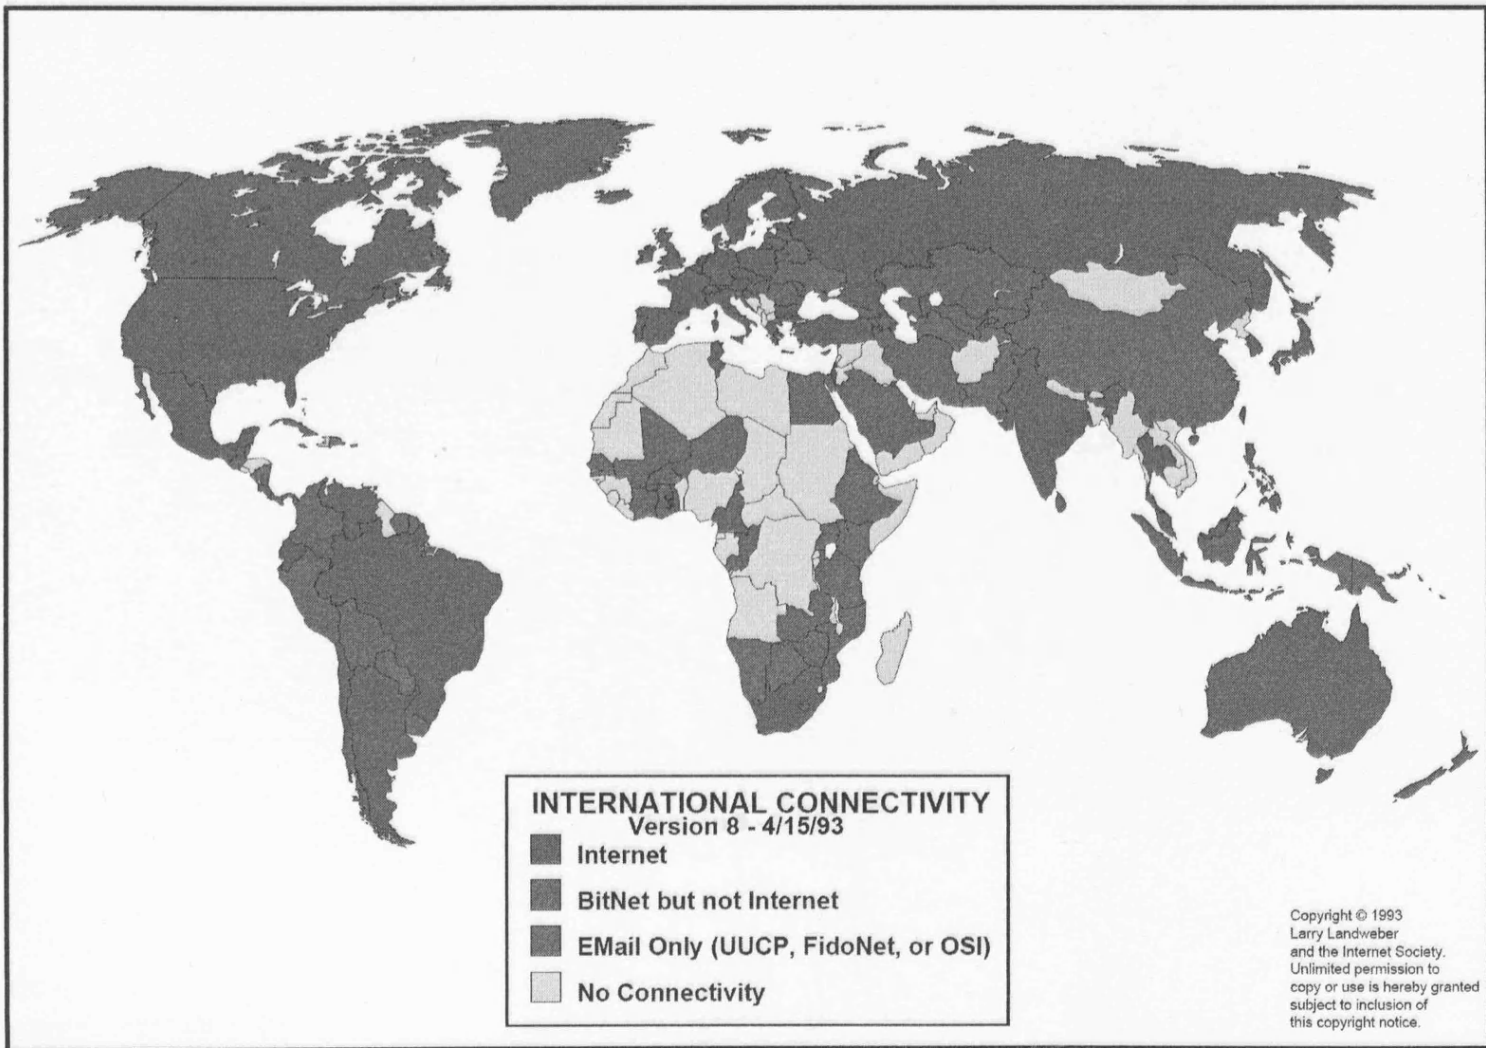 INTERNATIONAL CONNECTIVITY
Version 8 - 4/15/93
Internet
BitNet but not Internet
EMail Only (UUCP, FidoNet, or OSI)
No Connectivity
Copyright © 1993
Larry Landweber
and the Internet Society.
Unlimited permission to
copy or use is hereby granted
subject to inclusion of
this copyright notice.